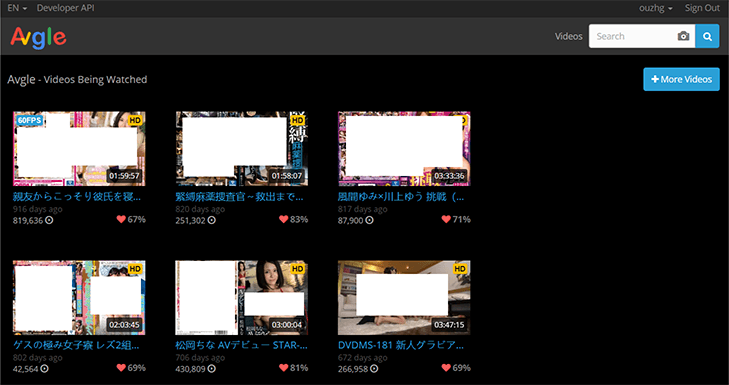 EN Developer API ouzhg Sign Out
Avgle Videos Search
Avgle - Videos Being Watched + More Videos
60FPS HD HD
01:59:57 01:58:07 03:33:36
親友からこっそり彼氏を寝... 緊縛麻薬捜査官～救出まで... 風間ゆみ×川上ゆう 挑戦（...
916 days ago 820 days ago 817 days ago
819,636 67% 251,302 83% 87,900 71%
HD HD HD
02:03:45 03:00:04 03:47:15
ゲスの極み女子寮 レズ2組... 松岡ちな AVデビュー STAR-... DVDMS-181 新人グラビア...
802 days ago 706 days ago 672 days ago
42,564 69% 430,809 81% 266,958 69%